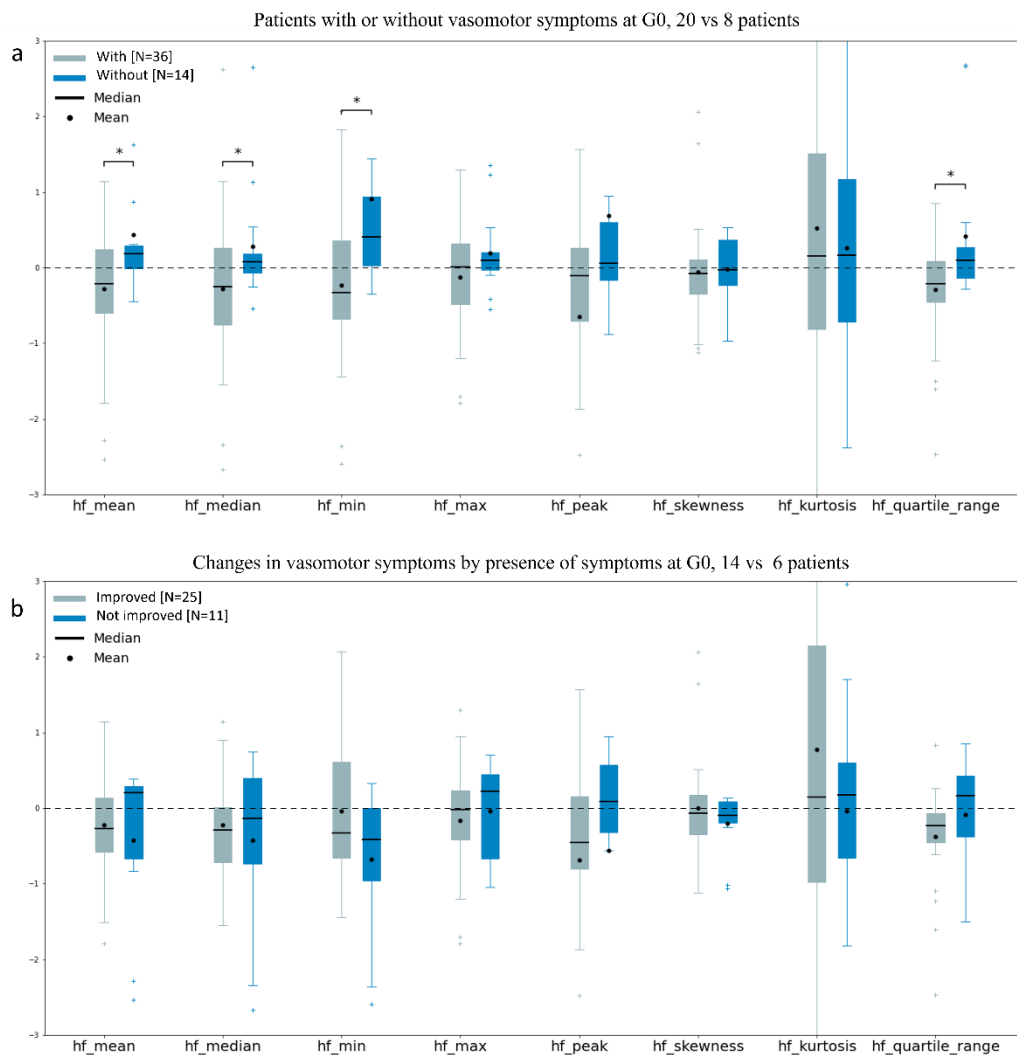 Patients with or without vasomotor symptoms at G0, 20 vs 8 patients
a
With [N=36]
Without [N=14]
Median
Mean
* * * *
3
2
1
0
−1
−2
−3
hf_mean hf_median hf_min hf_max hf_peak hf_skewness hf_kurtosis hf_quartile_range
Changes in vasomotor symptoms by presence of symptoms at G0, 14 vs 6 patients
b
Improved [N=25]
Not improved [N=11]
Median
Mean
3
2
1
0
−1
−2
−3
hf_mean hf_median hf_min hf_max hf_peak hf_skewness hf_kurtosis hf_quartile_range